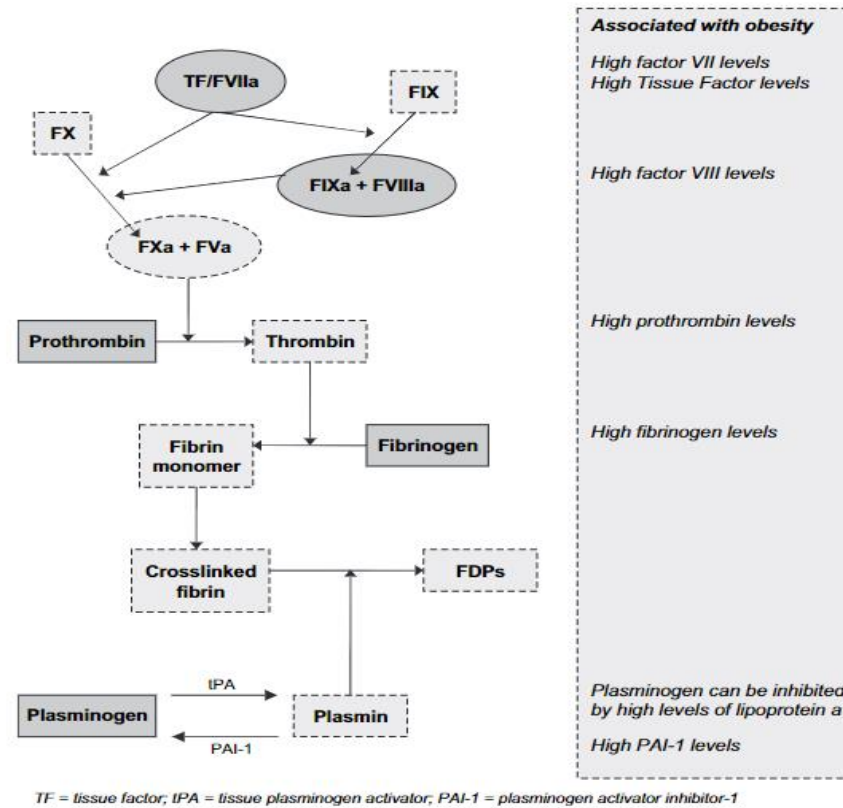 Associated with obesity
High factor VII levels
High Tissue Factor levels
TF/FVIIa
FIX
FX
FIXa + FVIIIa
High factor VIII levels
FXa + FVa
Prothrombin
Thrombin
High prothrombin levels
Fibrin
monomer
Fibrinogen
High fibrinogen levels
Crosslinked
fibrin
FDPs
tPA
Plasminogen
Plasmin
PAI-1
Plasminogen can be inhibited
by high levels of lipoprotein a
High PAI-1 levels
TF = tissue factor; tPA = tissue plasminogen activator; PAI-1 = plasminogen activator inhibitor-1